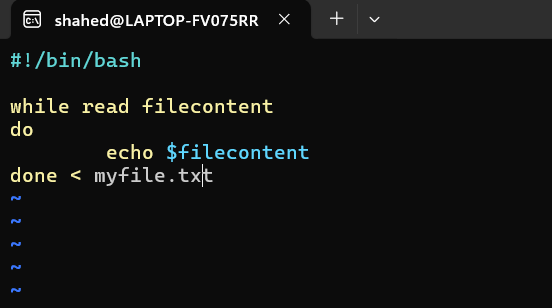 shahed@LAPTOP-FV075RR
#!/bin/bash
while read filecontent
do
echo $filecontent
done < myfile.txt
~
~
~
~
~